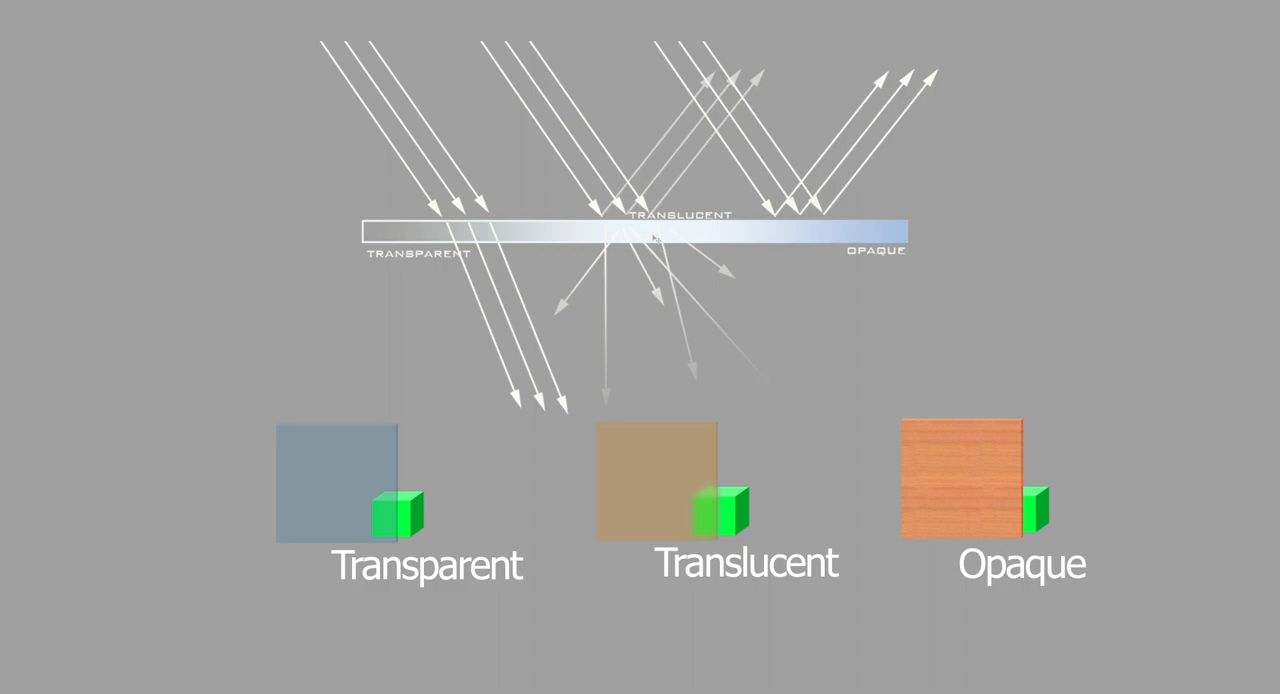 TRANSLUCENT
TRANSPARENT
OPAQUE
Transparent
Translucent
Opaque